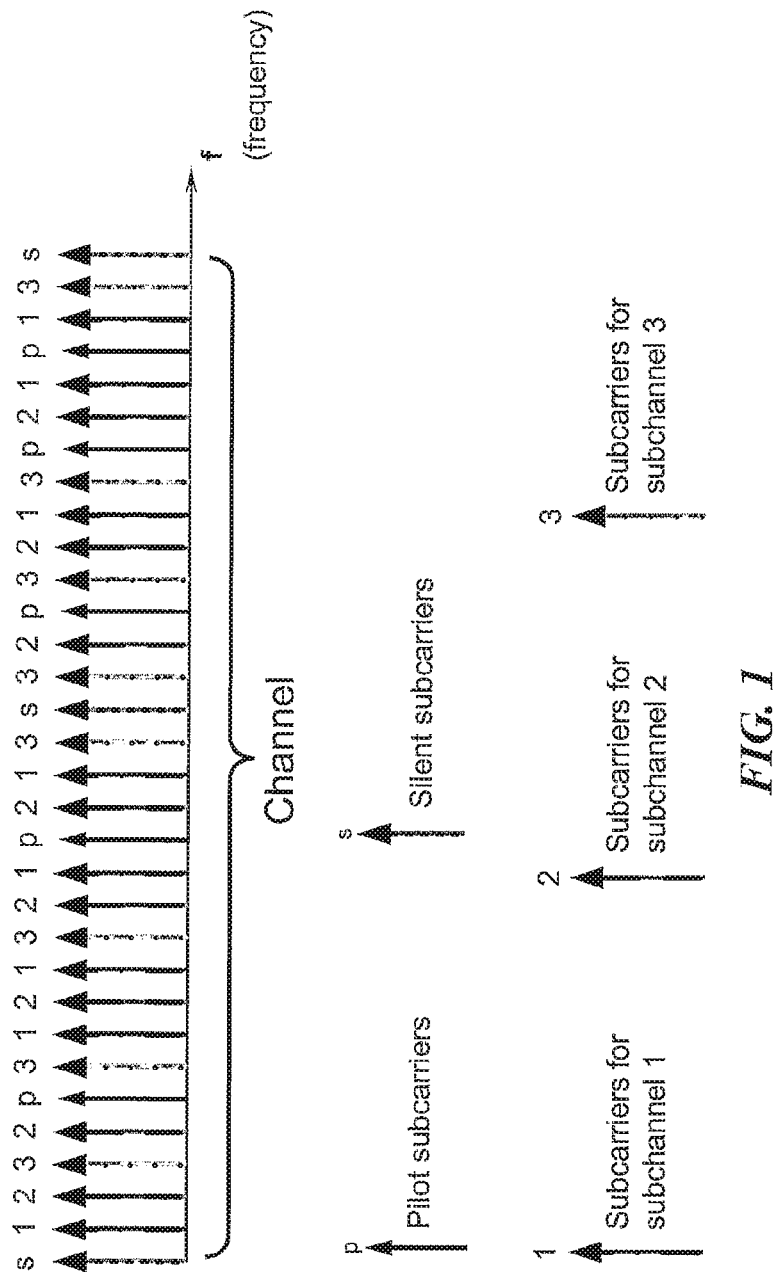 s 1 2 3 2 p 3 1 2 1 3 2 1 p 2 1 3 s 3 2 p 3 2 1 3 p 2 1 p 1 3 s
f
(frequency)
Channel
p
Pilot subcarriers
s
Silent subcarriers
1
Subcarriers for
subchannel 1
2
Subcarriers for
subchannel 2
3
Subcarriers for
subchannel 3
FIG. 1